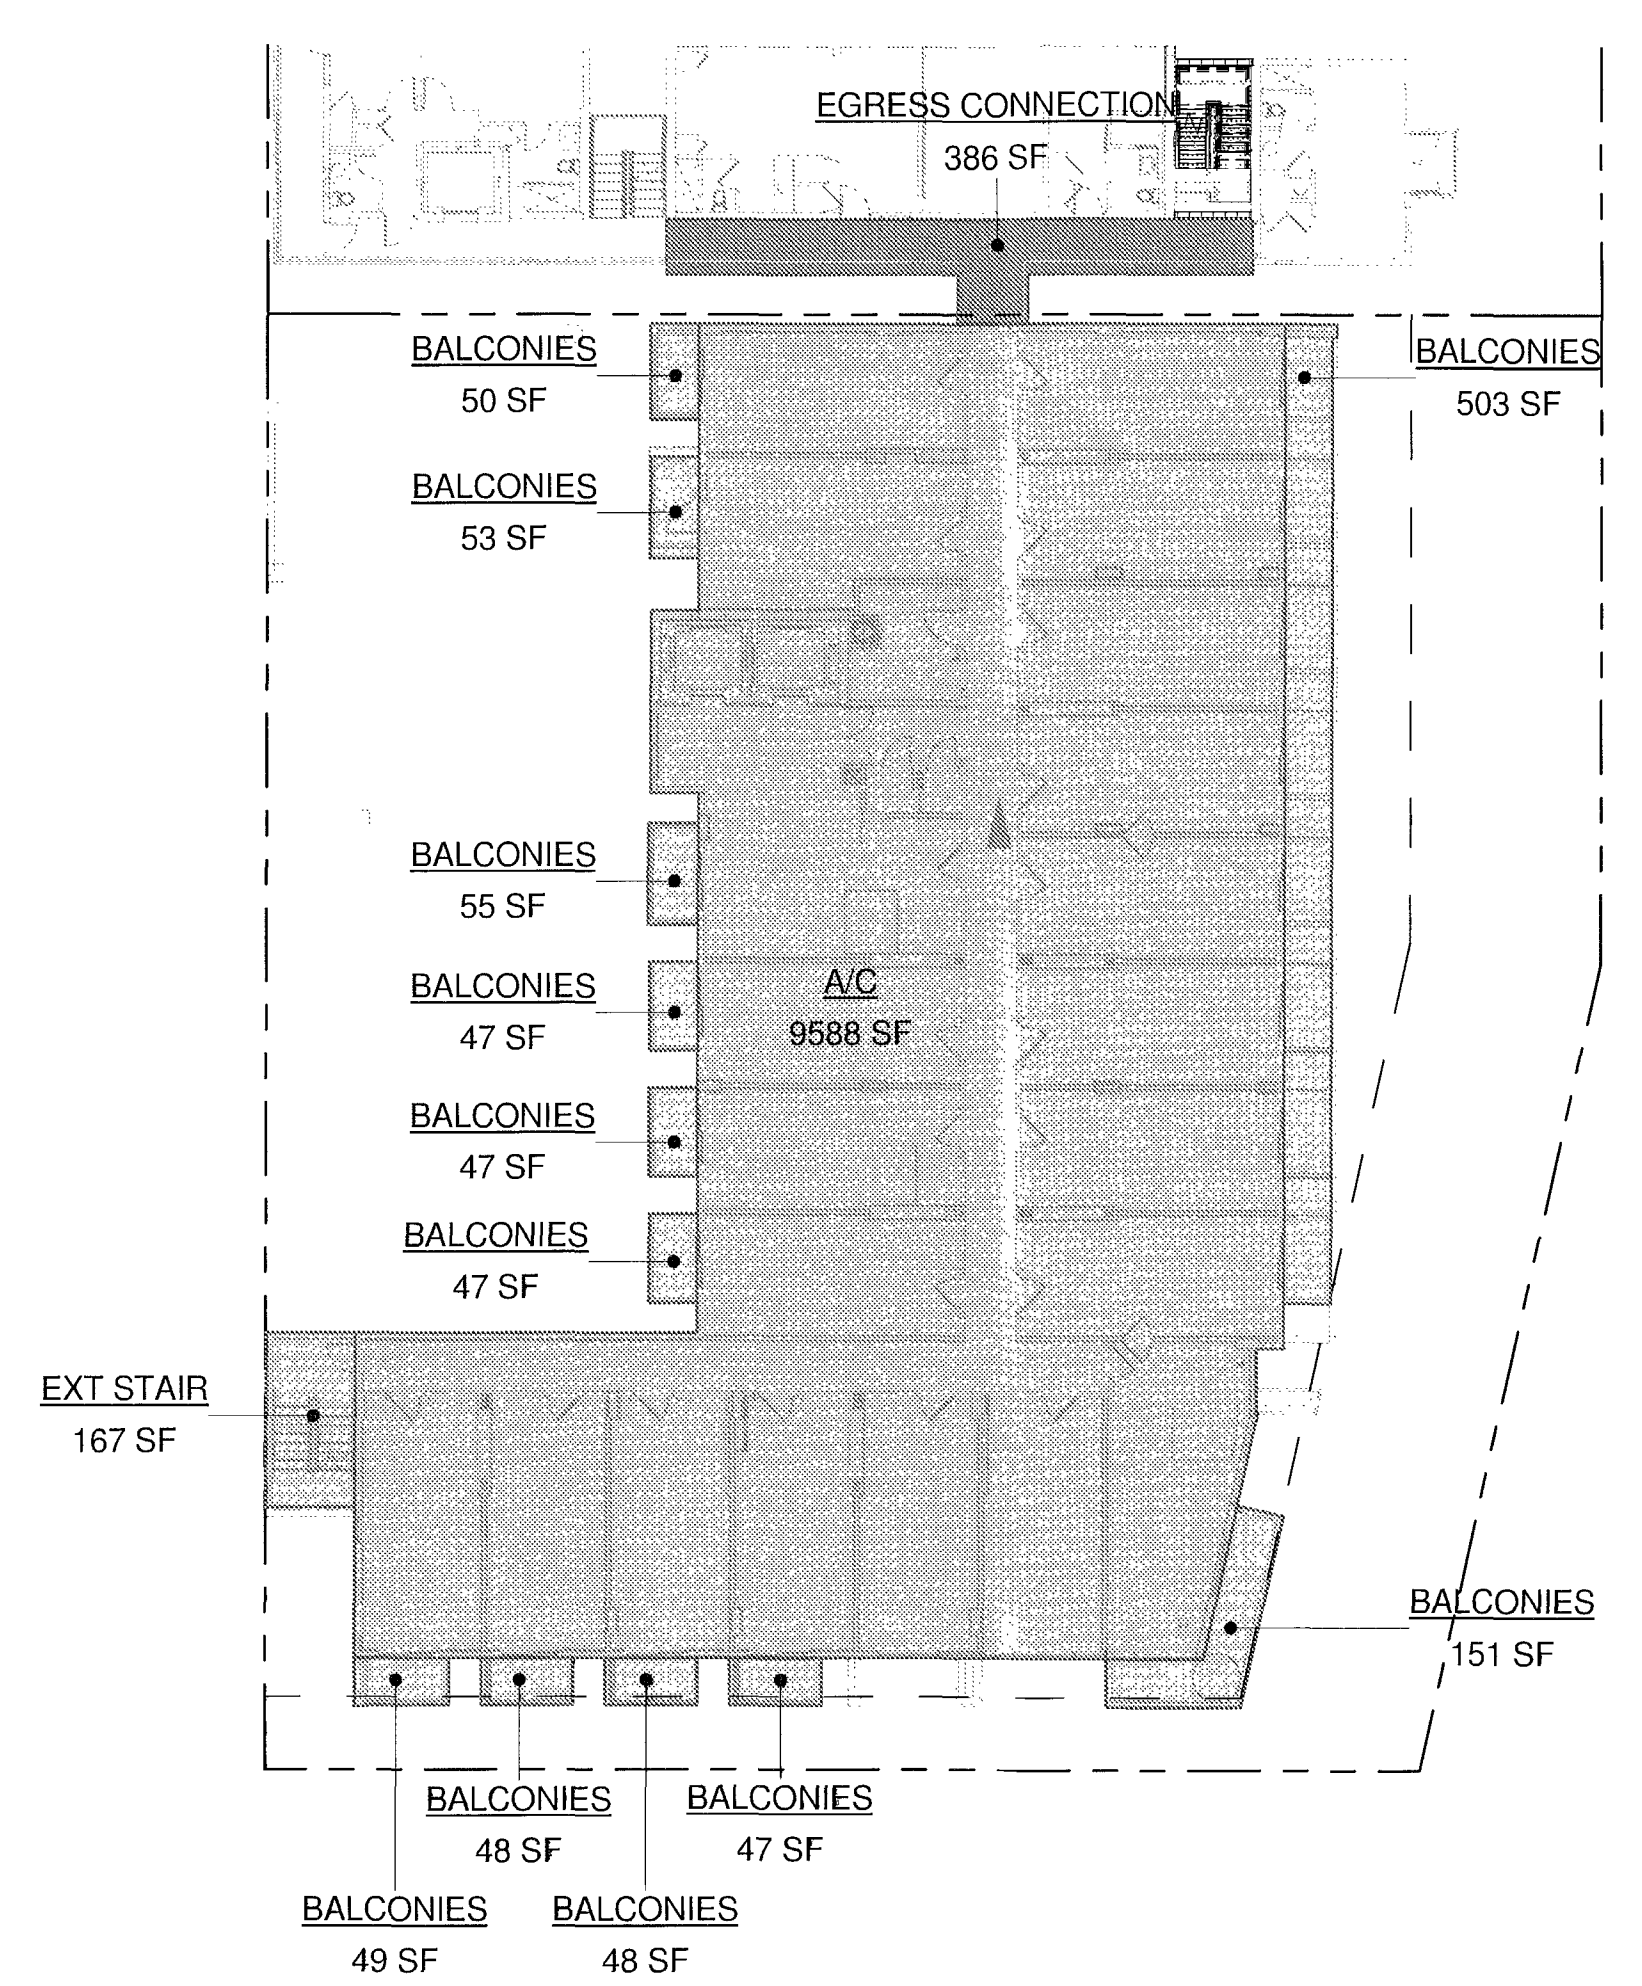 EGRESS CONNECTION
386 SF
BALCONIES
50 SF
BALCONIES
503 SF
BALCONIES
53 SF
BALCONIES
55 SF
A/C
9588 SF
BALCONIES
47 SF
BALCONIES
47 SF
BALCONIES
47 SF
EXT STAIR
167 SF
BALCONIES
151 SF
BALCONIES
48 SF
BALCONIES
47 SF
BALCONIES
49 SF
BALCONIES
48 SF